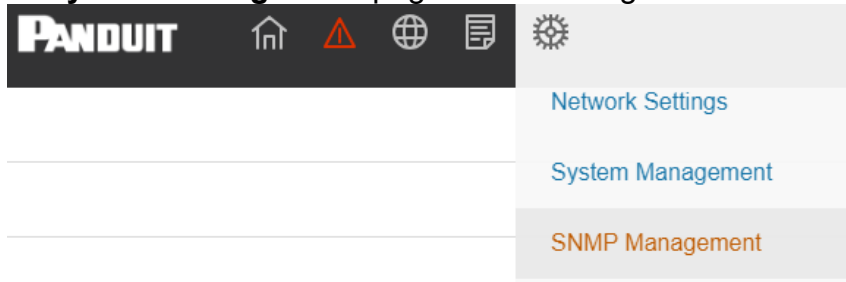 PANDUIT
Network Settings
System Management
SNMP Management